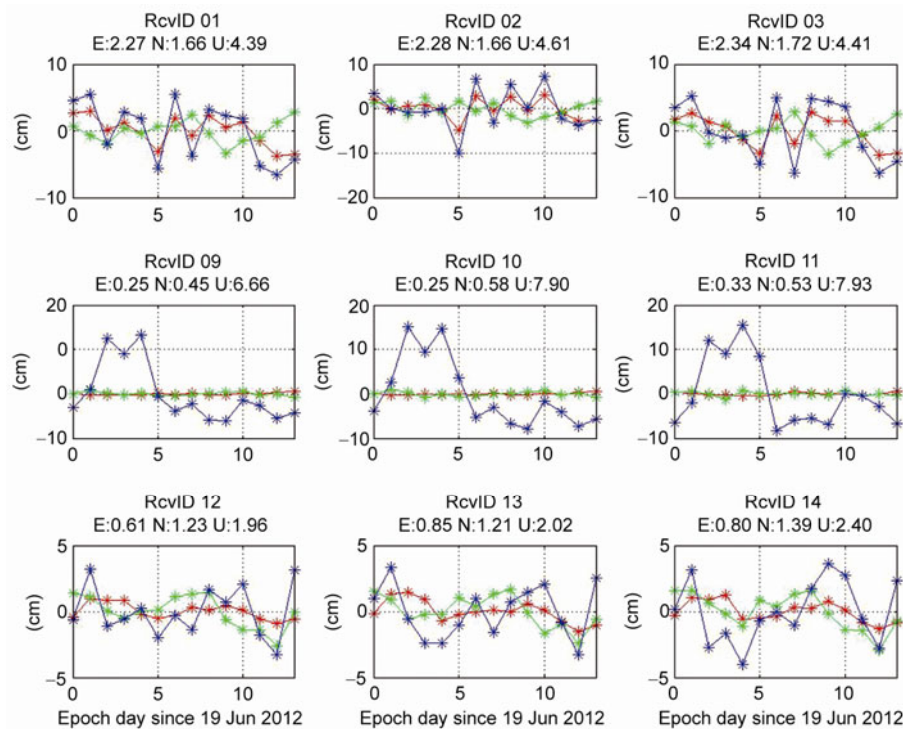 RcvID 01
E:2.27 N:1.66 U:4.39
RcvID 02
E:2.28 N:1.66 U:4.61
RcvID 03
E:2.34 N:1.72 U:4.41
(cm)
10
0
−10
0
5
10
(cm)
10
0
−10
−20
0
5
10
(cm)
10
0
−10
0
5
10
RcvID 09
E:0.25 N:0.45 U:6.66
RcvID 10
E:0.25 N:0.58 U:7.90
RcvID 11
E:0.33 N:0.53 U:7.93
(cm)
20
0
0
−10
0
5
10
(cm)
20
10
0
−10
0
5
10
(cm)
20
10
0
−10
0
5
10
RcvID 12
E:0.61 N:1.23 U:1.96
RcvID 13
E:0.85 N:1.21 U:2.02
RcvID 14
E:0.80 N:1.39 U:2.40
(cm)
5
0
−5
0
5
10
Epoch day since 19 Jun 2012
(cm)
5
0
−5
0
5
10
Epoch day since 19 Jun 2012
(cm)
5
0
−5
0
5
10
Epoch day since 19 Jun 2012